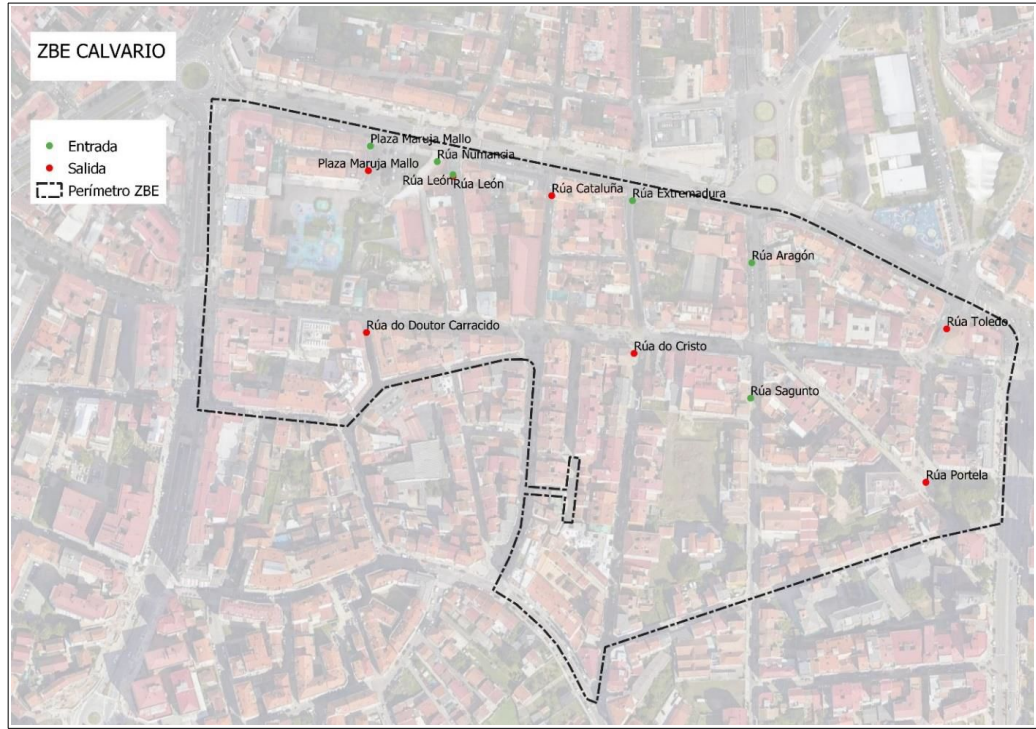 ZBE CALVARIO
Entrada
Salida
Perímetro ZBE
Plaza Maruja Mallo
Rúa Numancia
Plaza Maruja Mallo
Rúa León
Rúa León
Rúa Cataluña
Rúa Extremadura
Rúa Aragón
Rúa do Doutor Carracido
Rúa Toledo
Rúa do Cristo
Rúa Sagunto
Rúa Portela